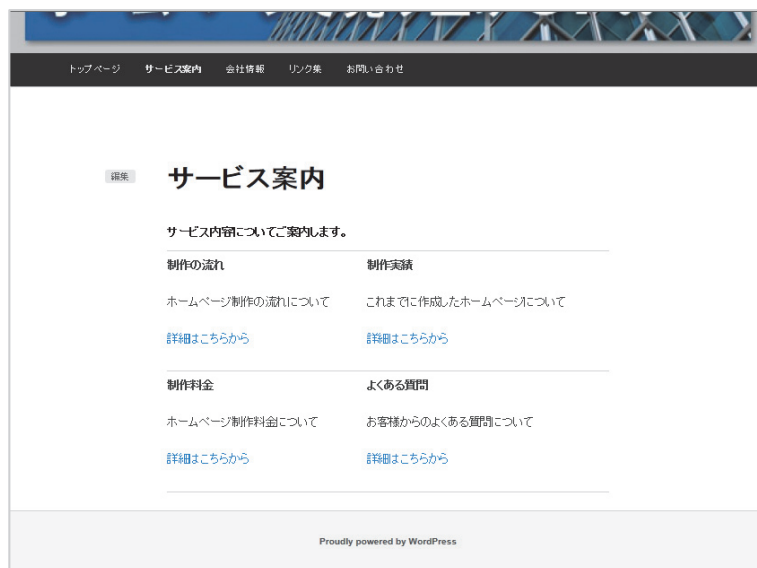 トップページ サービス案内 会社情報 リンク集 お問い合わせ
編集
サービス案内
サービス内容についてご案内します。
制作の流れ 制作実績
ホームページ制作の流れについて これまでに作成したホームページについて
詳細はこちらから 詳細はこちらから
制作料金 よくある質問
ホームページ制作料金について お客様からのよくある質問について
詳細はこちらから 詳細はこちらから
Proudly powered by WordPress